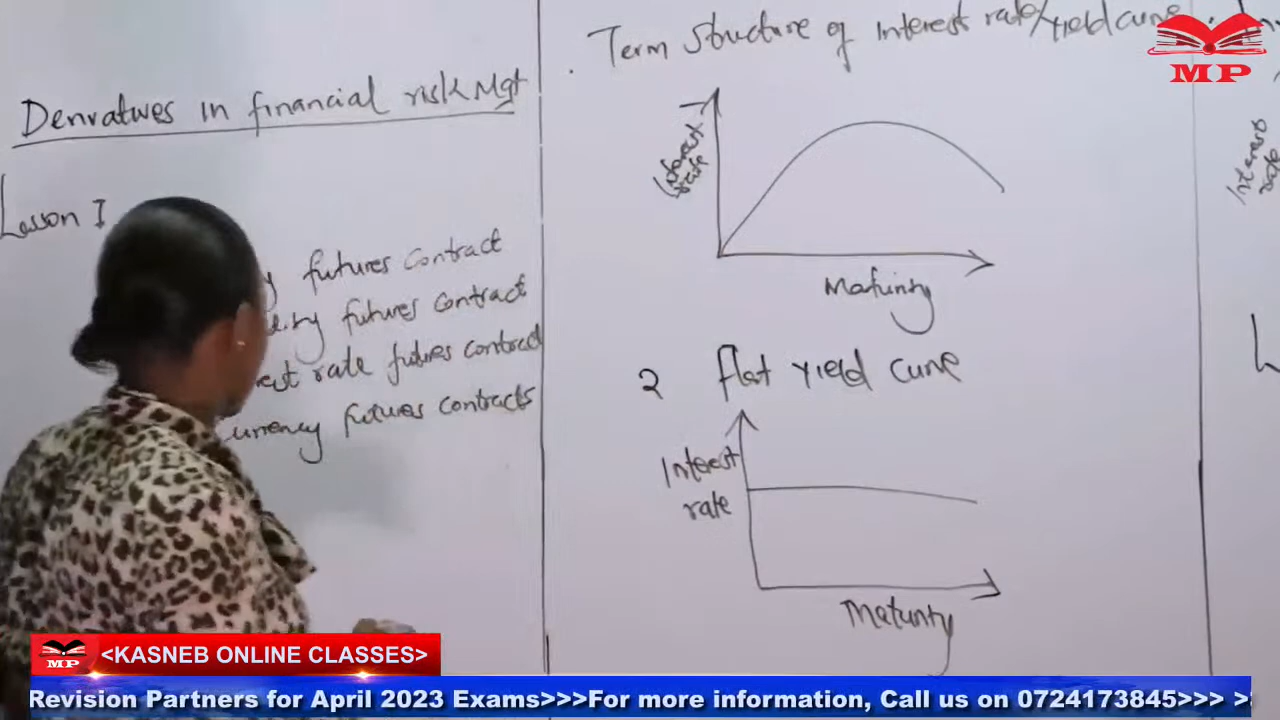 Derivatives in financial risk Mgt
Lesson I
futures contract
futures contract
rate futures contract
urrency futures contracts
Term structure of interest rate/yield curve
Interest
rate
Maturity
2 flat yield curve
Interest
rate
Maturity
Interest
rate
MP
MP
<KASNEB ONLINE CLASSES>
Revision Partners for April 2023 Exams>>>For more information, Call us on 0724173845>>> >